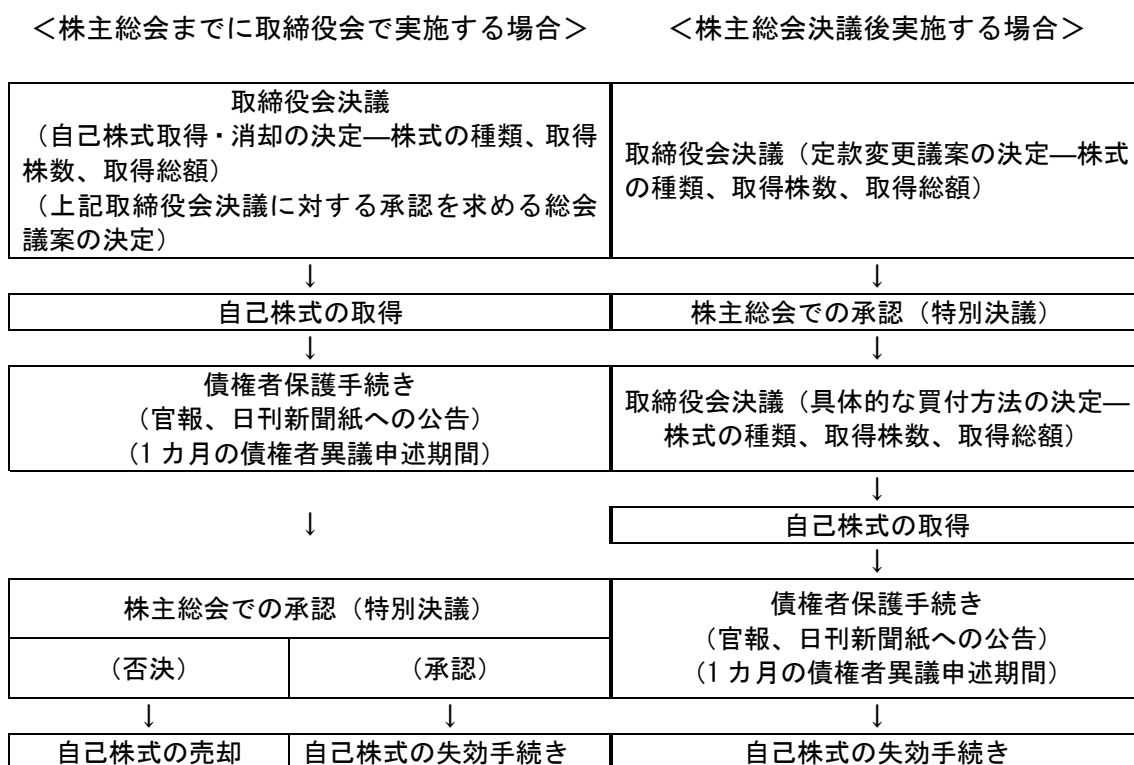 ＜株主総会までに取締役会で実施する場合＞
＜株主総会決議後実施する場合＞
取締役会決議
（自己株式取得・消却の決定―株式の種類、取得
株数、取得総額）
（上記取締役会決議に対する承認を求める総会
議案の決定）
取締役会決議（定款変更議案の決定―株式
の種類、取得株数、取得総額）
↓
↓
自己株式の取得
株主総会での承認（特別決議）
↓
↓
債権者保護手続き
（官報、日刊新聞紙への公告）
（1 カ月の債権者異議申述期間）
取締役会決議（具体的な買付方法の決定―
株式の種類、取得株数、取得総額）
↓
↓
自己株式の取得
↓
株主総会での承認（特別決議）
（否決）
（承認）
債権者保護手続き
（官報、日刊新聞紙への公告）
（1 カ月の債権者異議申述期間）
↓
↓
↓
自己株式の売却
自己株式の失効手続き
自己株式の失効手続き